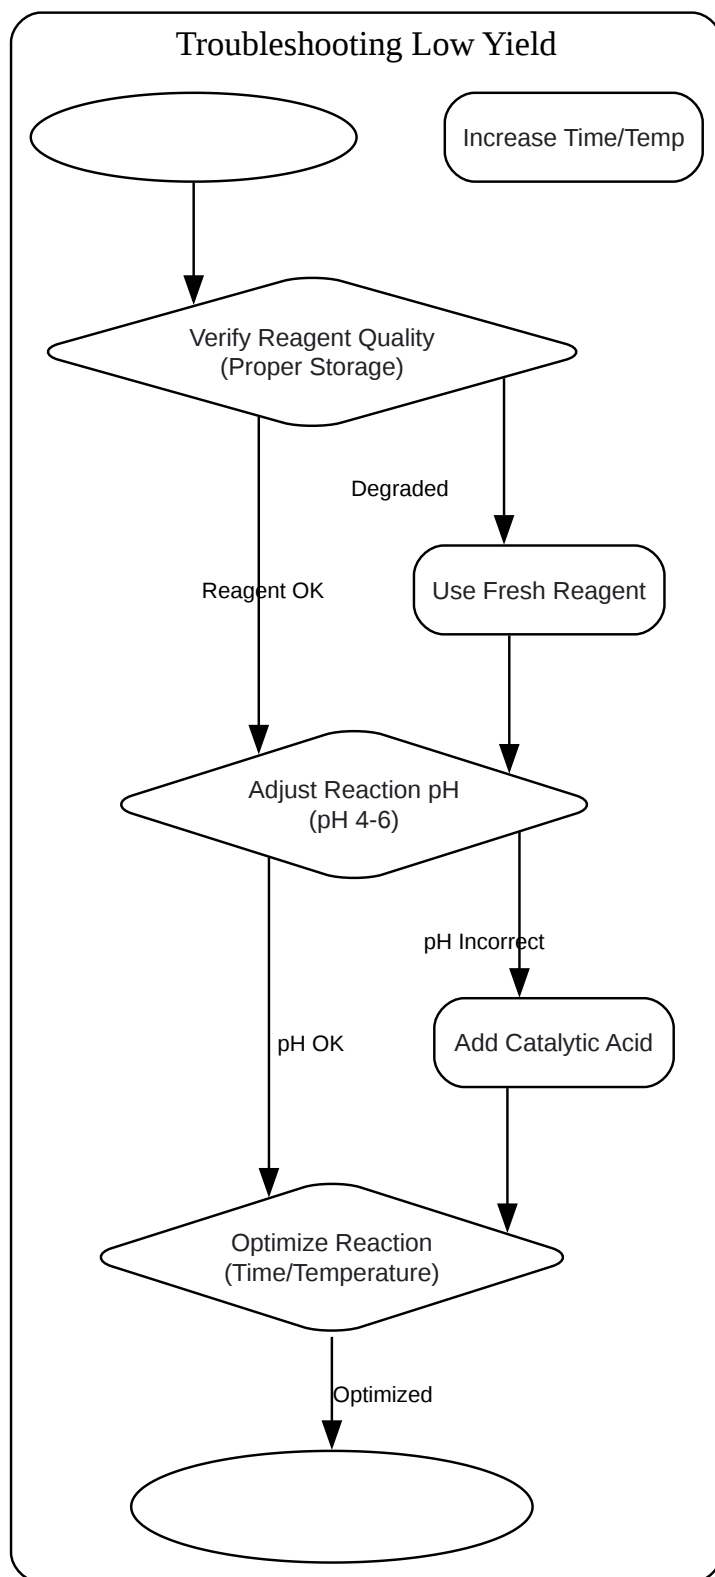 Troubleshooting Low Yield
Increase Time/Temp
Verify Reagent Quality
(Proper Storage)
Degraded
Reagent OK
Use Fresh Reagent
Adjust Reaction pH
(pH 4-6)
pH Incorrect
pH OK
Add Catalytic Acid
Optimize Reaction
(Time/Temperature)
Optimized